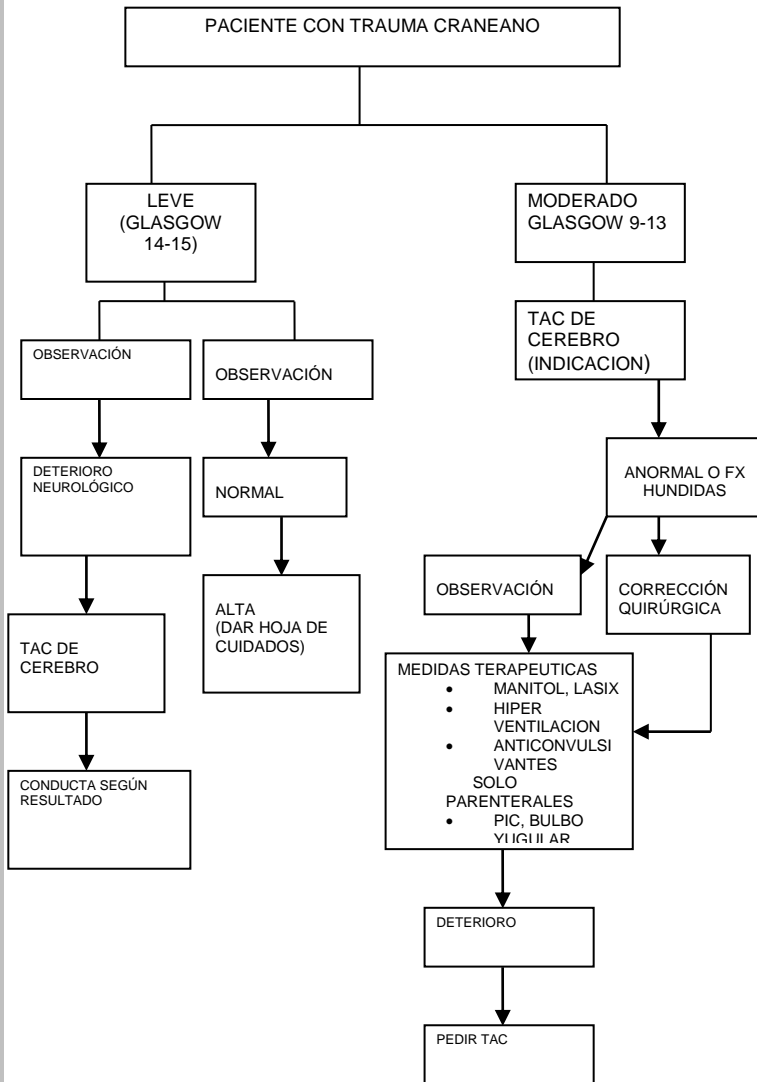 PACIENTE CON TRAUMA CRANEANO
LEVE
(GLASGOW
14-15)
MODERADO
GLASGOW 9-13
OBSERVACIÓN
OBSERVACIÓN
TAC DE
CEREBRO
(INDICACION)
DETERIORO
NEUROLÓGICO
NORMAL
ANORMAL O FX
HUNDIDAS
TAC DE
CEREBRO
ALTA
(DAR HOJA DE
CUIDADOS)
OBSERVACIÓN
CORRECCIÓN
QUIRÚRGICA
CONDUCTA SEGÚN
RESULTADO
MEDIDAS TERAPEUTICAS
• MANITOL, LASIX
• HIPER
VENTILACION
• ANTICONVULSI
VANTES
SOLO
PARENTERALES
• PIC, BULBO
YUGULAR
DETERIORO
PEDIR TAC